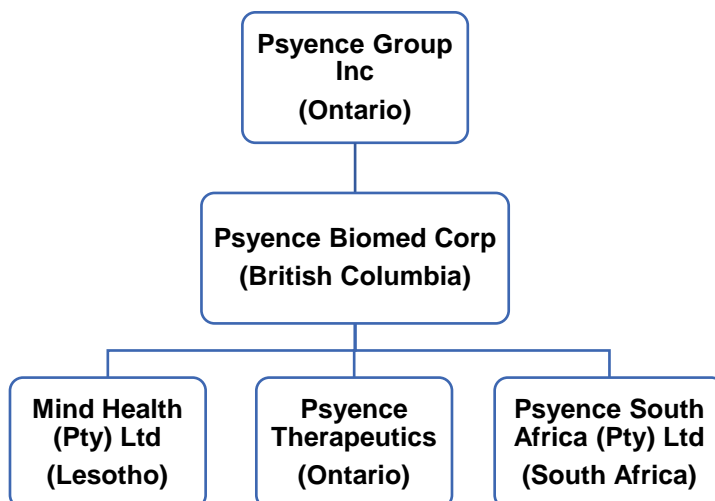 Psyence Group
Inc
(Ontario)
Psyence Biomed Corp
(British Columbia)
Mind Health
(Pty) Ltd
(Lesotho)
Psyence
Therapeutics
(Ontario)
Psyence South
Africa (Pty) Ltd
(South Africa)